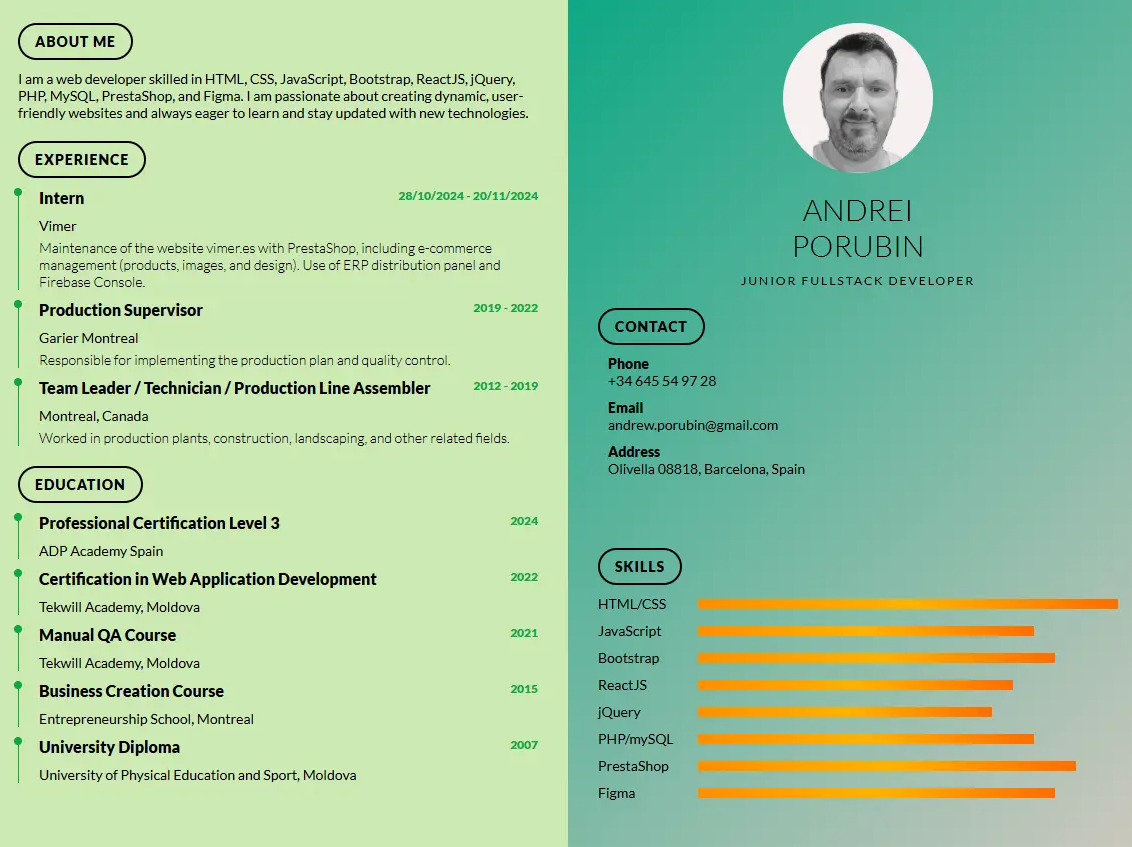 ABOUT ME
I am a web developer skilled in HTML, CSS, JavaScript, Bootstrap, ReactJS, jQuery,
PHP, MySQL, PrestaShop, and Figma. I am passionate about creating dynamic, user-
friendly websites and always eager to learn and stay updated with new technologies.
EXPERIENCE
Intern 28/10/2024 - 20/11/2024
Vimer
Maintenance of the website vimer.es with PrestaShop, including e-commerce
management (products, images, and design). Use of ERP distribution panel and
Firebase Console.
Production Supervisor 2019 - 2022
Garier Montreal
Responsible for implementing the production plan and quality control.
Team Leader / Technician / Production Line Assembler 2012 - 2019
Montreal, Canada
Worked in production plants, construction, landscaping, and other related fields.
EDUCATION
Professional Certification Level 3 2024
ADP Academy Spain
Certification in Web Application Development 2022
Tekwill Academy, Moldova
Manual QA Course 2021
Tekwill Academy, Moldova
Business Creation Course 2015
Entrepreneurship School, Montreal
University Diploma 2007
University of Physical Education and Sport, Moldova
ANDREI
PORUBIN
JUNIOR FULLSTACK DEVELOPER
CONTACT
Phone
+34 645 54 97 28
Email
andrew.porubin@gmail.com
Address
Olivella 08818, Barcelona, Spain
SKILLS
HTML/CSS
JavaScript
Bootstrap
ReactJS
jQuery
PHP/mySQL
PrestaShop
Figma